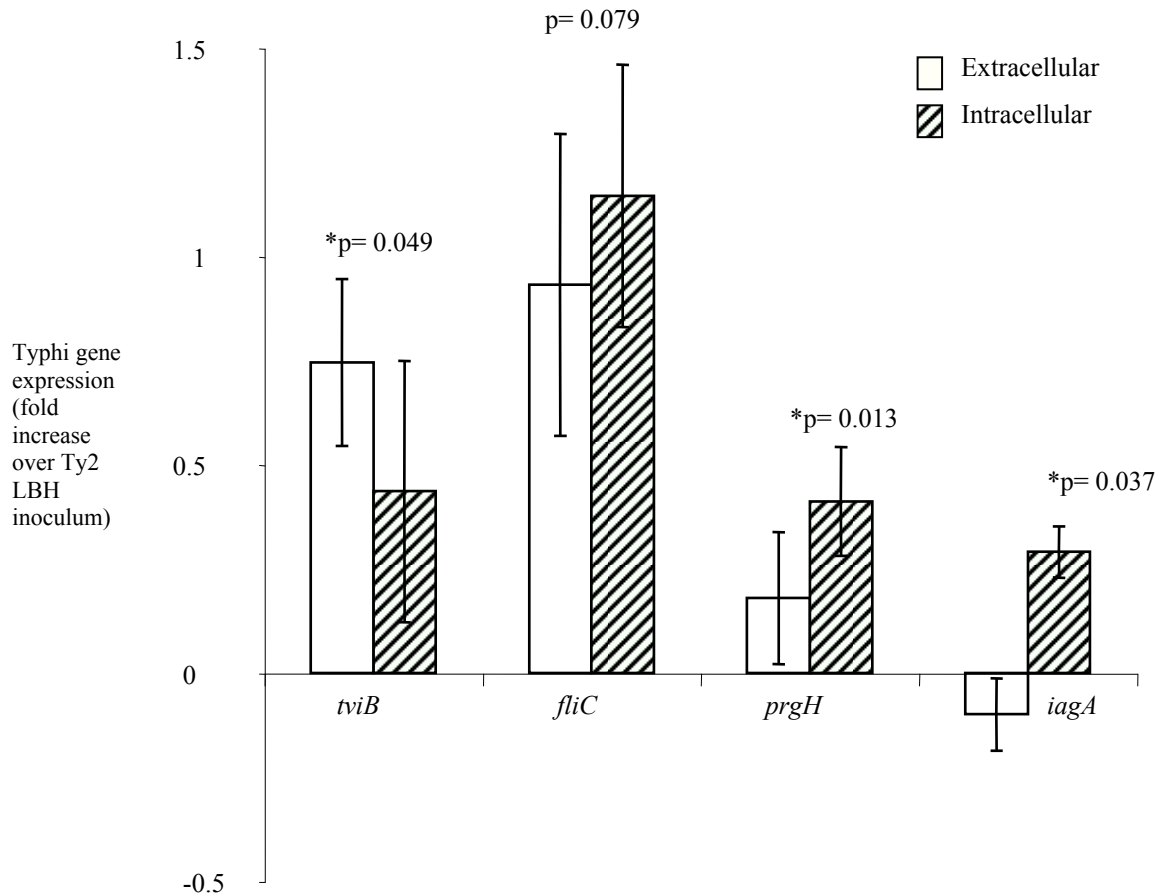 p= 0.079
1.5
Extracellular
Intracellular
*p= 0.049
1
Typhi gene
expression
(fold
increase
over Ty2
LBH
inoculum)
*p= 0.013
0.5
*p= 0.037
0
tviB
fliC
prgH
iagA
-0.5